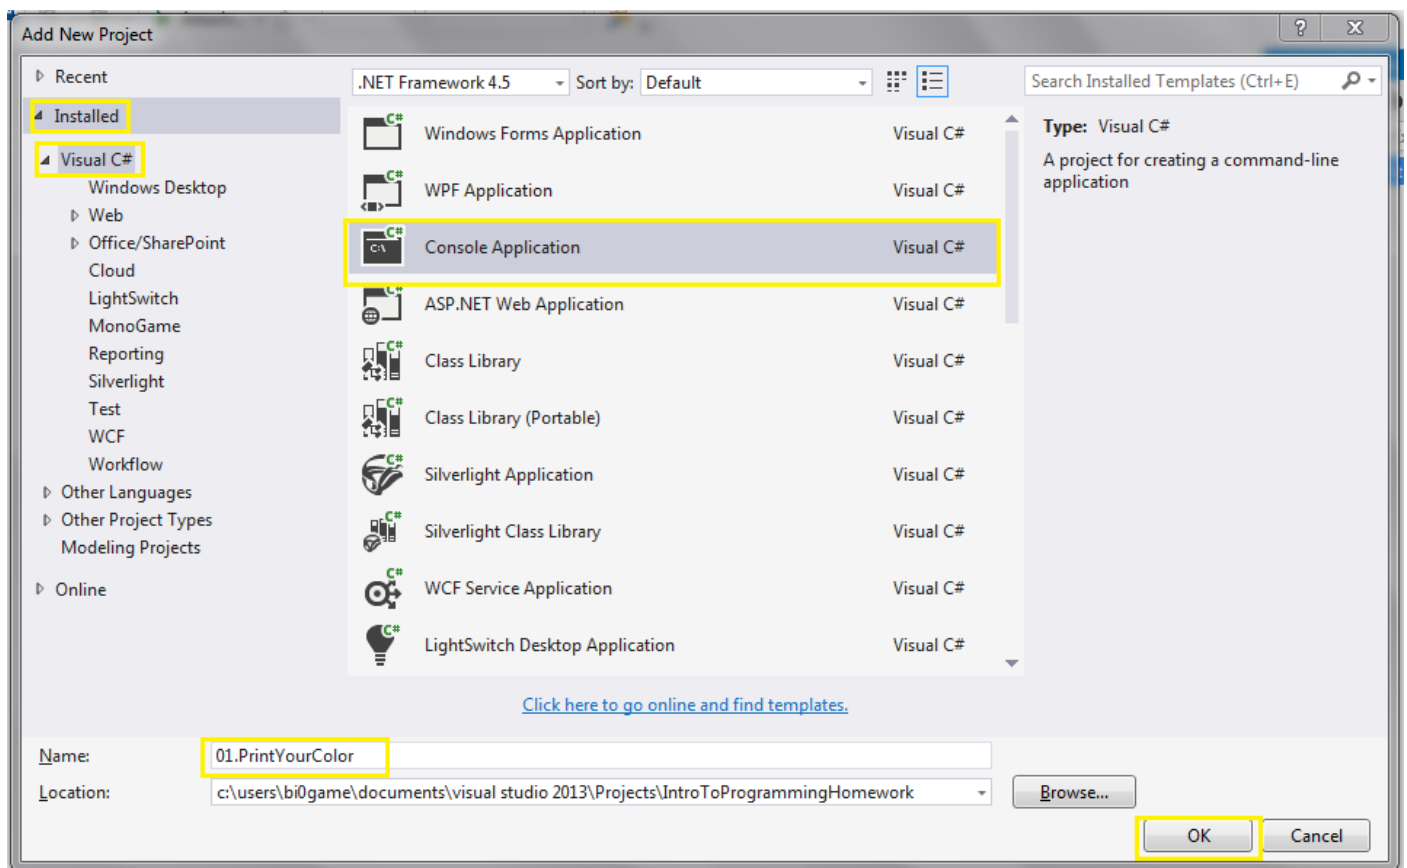 Add New Project
Recent
Installed
Visual C#
Windows Desktop
Web
Office/SharePoint
Cloud
LightSwitch
MonoGame
Reporting
Silverlight
Test
WCF
Workflow
Other Languages
Other Project Types
Modeling Projects
Online
.NET Framework 4.5 Sort by: Default
Windows Forms Application Visual C#
WPF Application Visual C#
Console Application Visual C#
ASP.NET Web Application Visual C#
Class Library Visual C#
Class Library (Portable) Visual C#
Silverlight Application Visual C#
Silverlight Class Library Visual C#
WCF Service Application Visual C#
LightSwitch Desktop Application Visual C#
Click here to go online and find templates.
Search Installed Templates (Ctrl+E)
Type: Visual C#
A project for creating a command-line
application
Name: 01.PrintYourColor
Location: c:\users\bi0game\documents\visual studio 2013\Projects\IntroToProgrammingHomework Browse...
OK Cancel